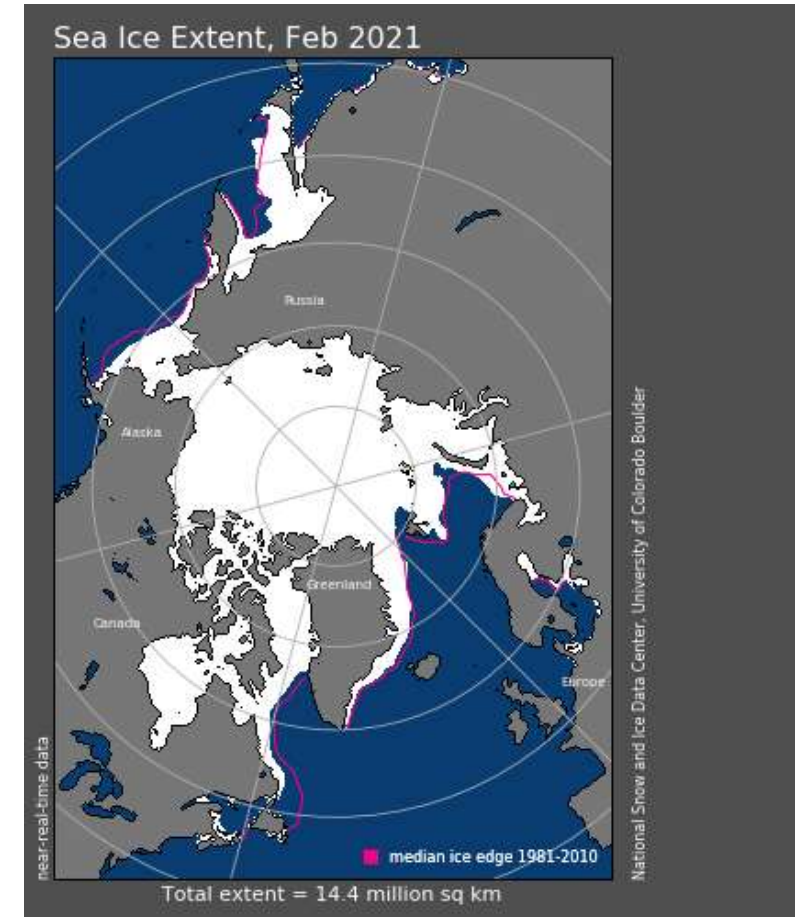 Sea Ice Extent, Feb 2021
Russia
Alaska
Greenland
Canada
Europe
median ice edge 1981-2010
near-real-time data
National Snow and Ice Data Center, University of Colorado Boulder
Total extent = 14.4 million sq km